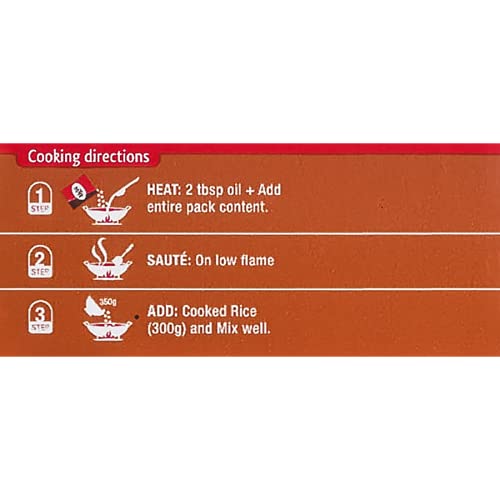 Cooking directions
1
STEP
HEAT: 2 tbsp oil + Add
entire pack content.
2
STEP
SAUTÉ: On low flame
3
STEP
350g
ADD: Cooked Rice
(300g) and Mix well.